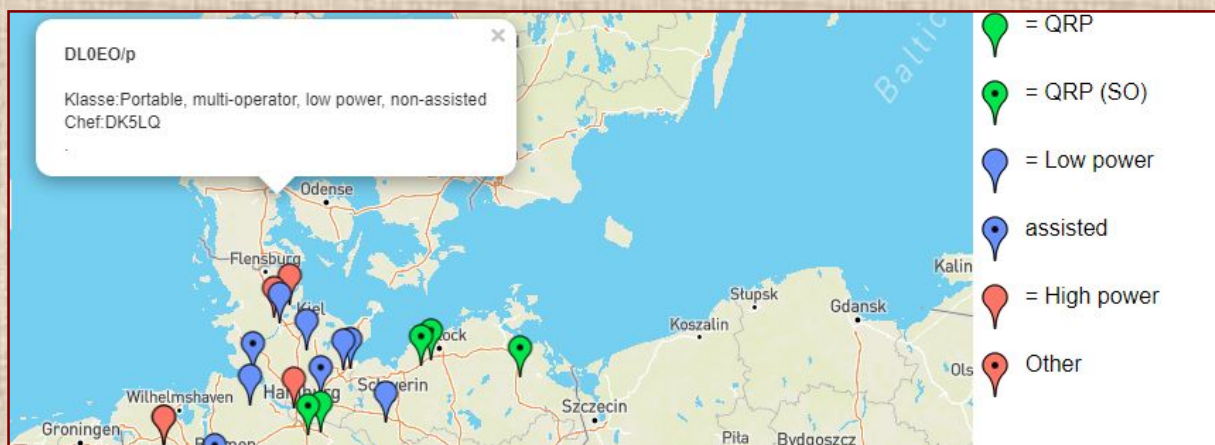 DL0EO/p
×
Klasse:Portable, multi-operator, low power, non-assisted
Chef:DK5LQ
.
Baltic
Odense
Flensburg
Kiel
Hamburg
Schwerin
Wilhelmshaven
Groningen
Szczecin
Koszalin
Słupsk
Gdansk
Kalin
Ols
Piła
Bydgoszcz
= QRP
= QRP (SO)
= Low power
assisted
= High power
Other